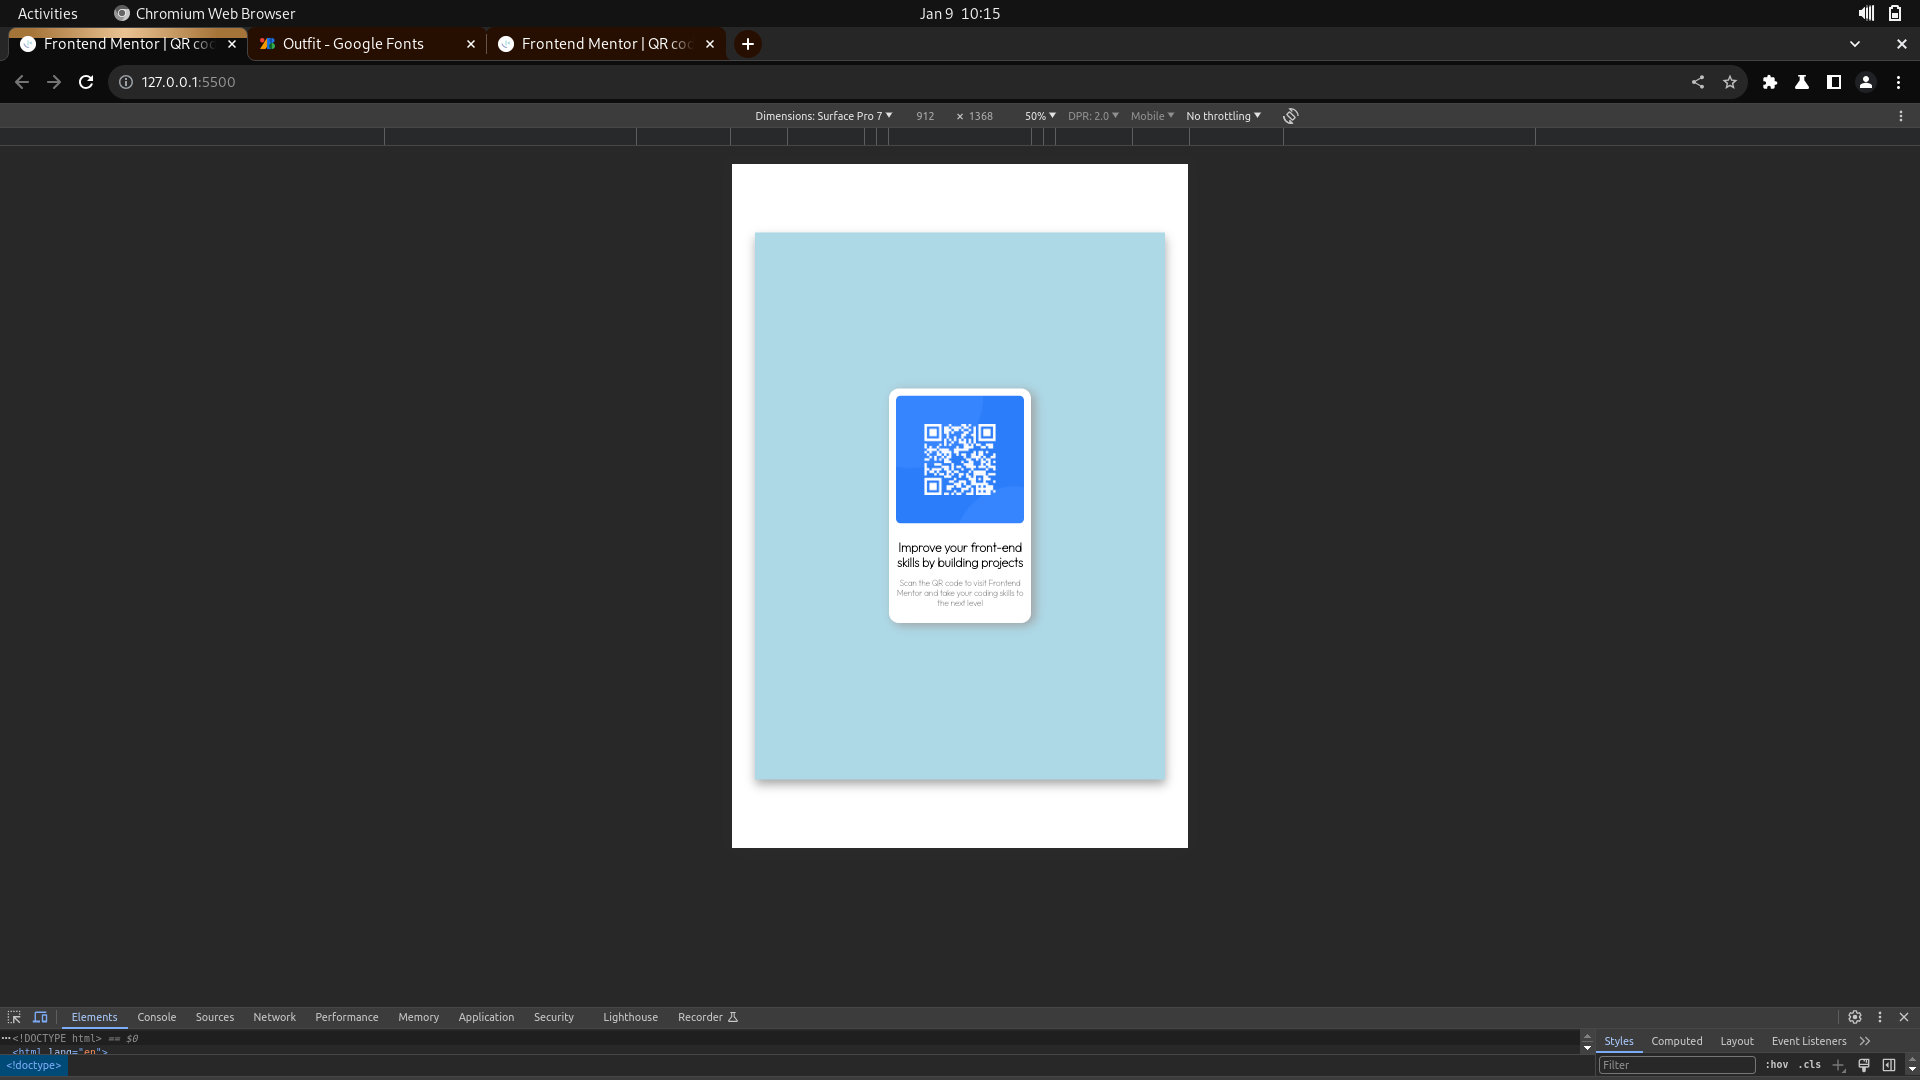 Activities
Chromium Web Browser
Jan 9 10:15
Frontend Mentor | QR co
Outfit - Google Fonts
Frontend Mentor | QR co
127.0.0.1:5500
Dimensions: Surface Pro 7
912
×
1368
50%
DPR: 2.0
Mobile
No throttling
Improve your front-end
skills by building projects
Scan the QR code to visit Frontend
Mentor and take your coding skills to
the next level
Elements
Console
Sources
Network
Performance
Memory
Application
Security
Lighthouse
Recorder
<!DOCTYPE html> == $0
<html lang="en">
<!doctype>
Styles
Computed
Layout
Event Listeners
Filter
:hov
.cls